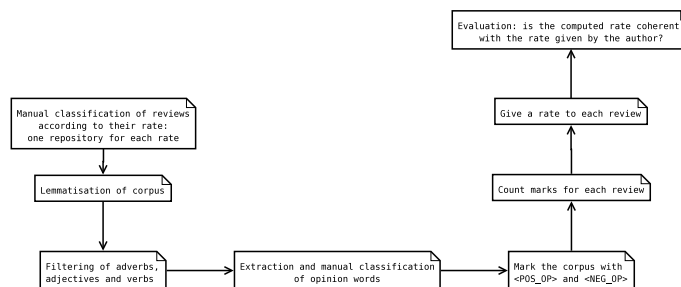 Manual classification of reviews
according to their rate:
one repository for each rate
Lemmatisation of corpus
Filtering of adverbs,
adjectives and verbs
Extraction and manual classification
of opinion words
Mark the corpus with
<POS_OP> and <NEG_OP>
Count marks for each review
Give a rate to each review
Evaluation: is the computed rate coherent
with the rate given by the author?